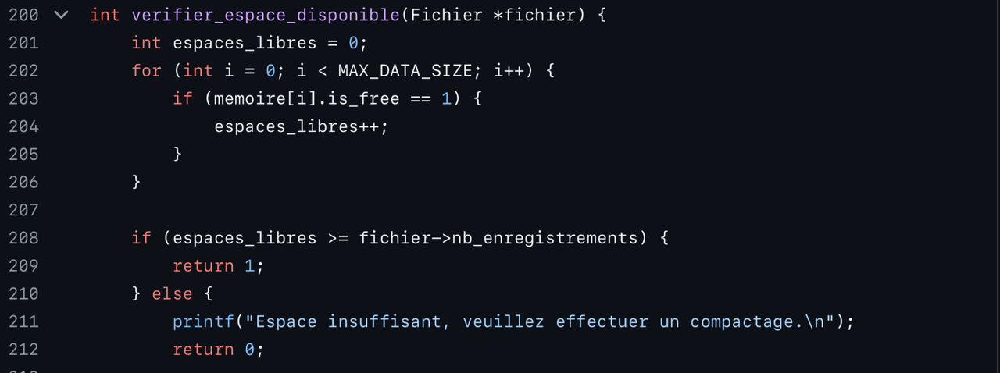 200 int verifier_espace_disponible(Fichier *fichier) {
201 int espaces_libres = 0;
202 for (int i = 0; i < MAX_DATA_SIZE; i++) {
203 if (memoire[i].is_free == 1) {
204 espaces_libres++;
205 }
206 }
207
208 if (espaces_libres >= fichier->nb_enregistrements) {
209 return 1;
210 } else {
211 printf("Espace insuffisant, veuillez effectuer un compactage.\n");
212 return 0;